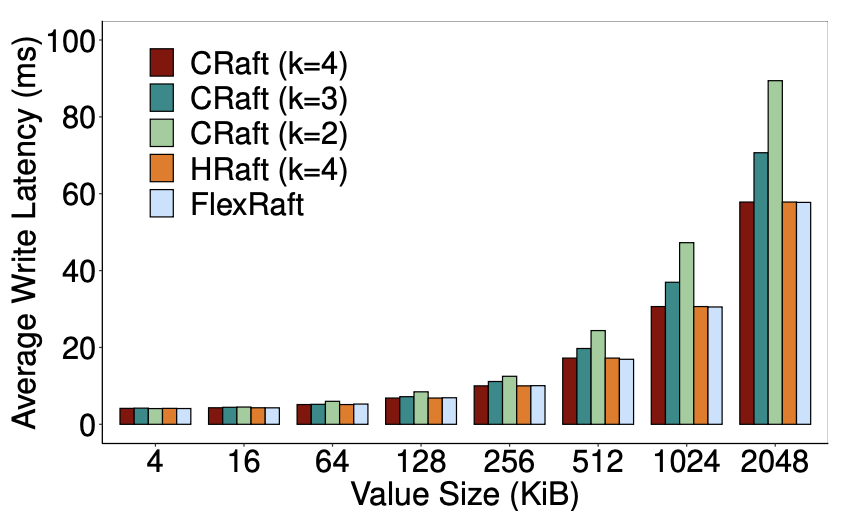 Average Write Latency (ms)
100
80
60
40
20
0
CRaft (k=4)
CRaft (k=3)
CRaft (k=2)
HRaft (k=4)
FlexRaft
4 16 64 128 256 512 1024 2048
Value Size (KiB)